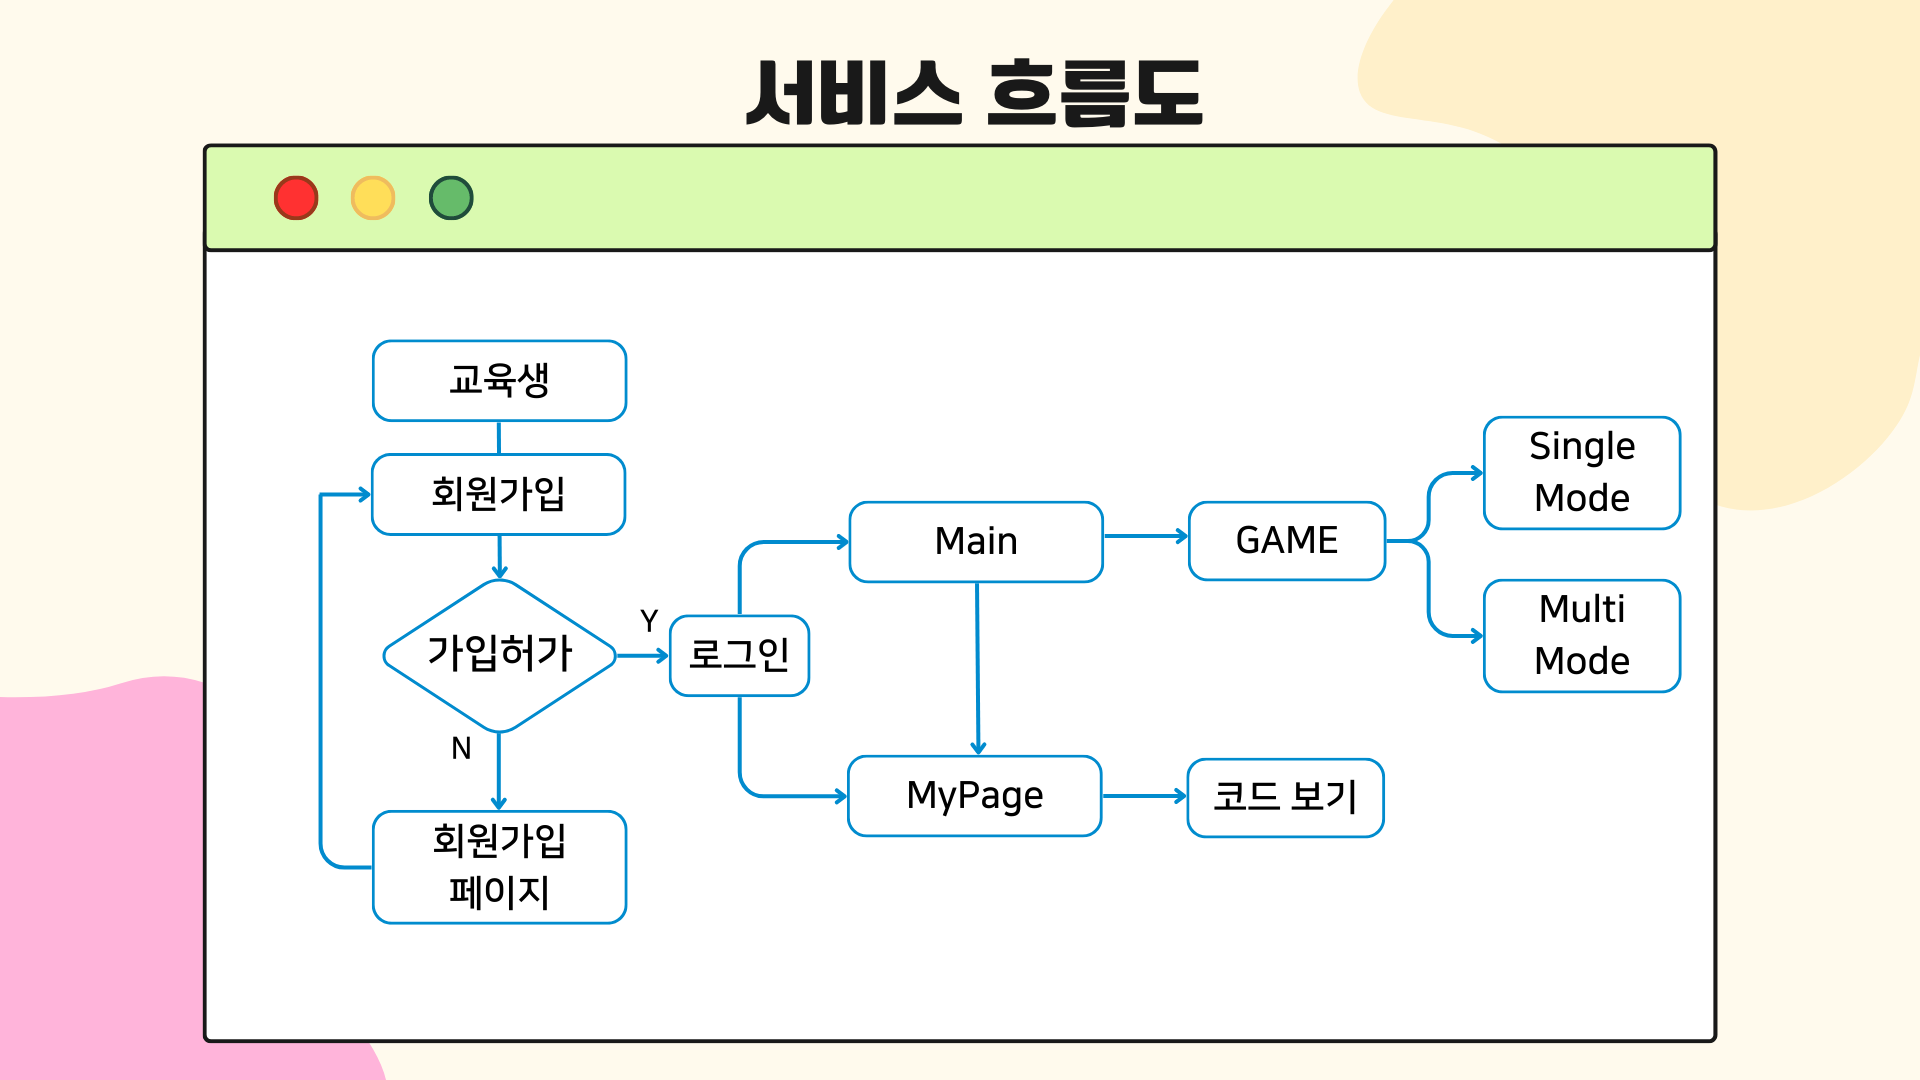 서비스 흐름도
교육생
회원가입
가입허가
Y
N
회원가입
페이지
로그인
Main
MyPage
GAME
코드 보기
Single
Mode
Multi
Mode